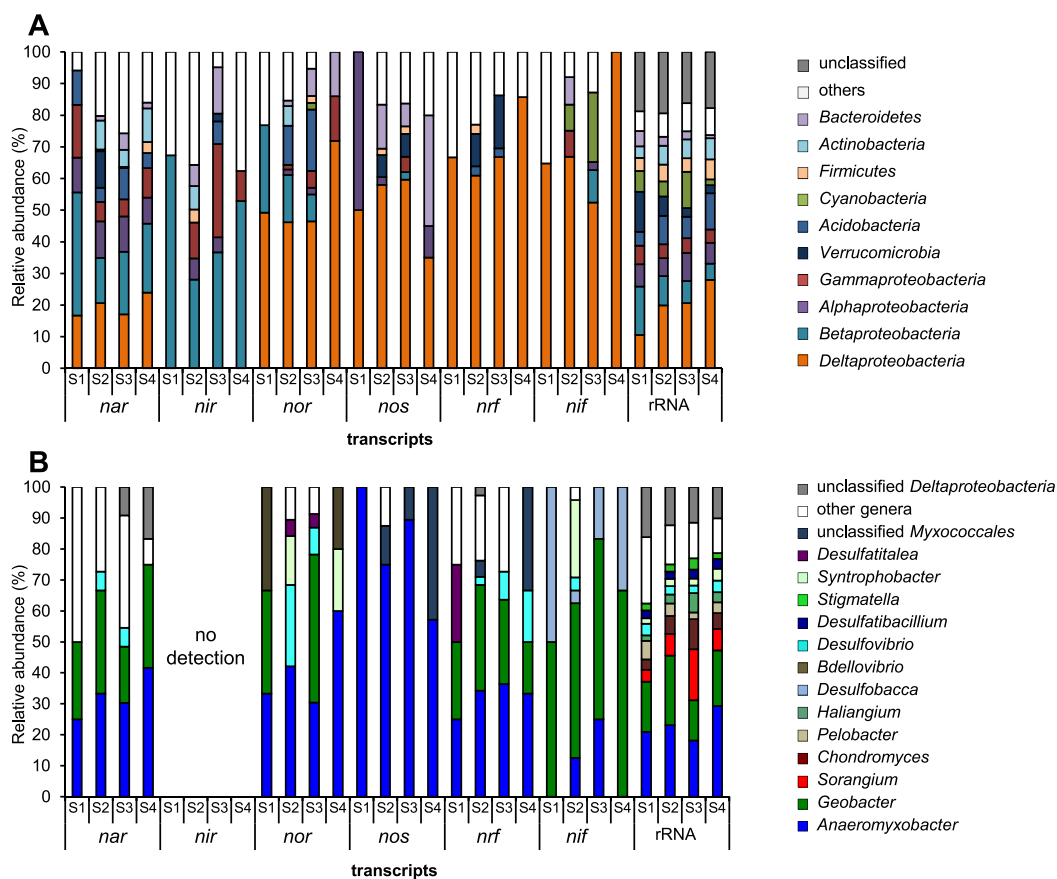 A
Relative abundance (%)
100
90
80
70
60
50
40
30
20
10
0
S1 S2 S3 S4 S1 S2 S3 S4 S1 S2 S3 S4 S1 S2 S3 S4 S1 S2 S3 S4 S1 S2 S3 S4 S1 S2 S3 S4
nar nir nor nos nrf nif rRNA
transcripts
unclassified
others
Bacteroidetes
Actinobacteria
Firmicutes
Cyanobacteria
Acidobacteria
Verrucomicrobia
Gammaproteobacteria
Alphaproteobacteria
Betaproteobacteria
Deltaproteobacteria
B
Relative abundance (%)
100
90
80
70
60
50
40
30
20
10
0
no
detection
S1 S2 S3 S4 S1 S2 S3 S4 S1 S2 S3 S4 S1 S2 S3 S4 S1 S2 S3 S4 S1 S2 S3 S4 S1 S2 S3 S4
nar nir nor nos nrf nif rRNA
transcripts
unclassified Deltaproteobacteria
other genera
unclassified Myxococcales
Desulfatitalea
Syntrophobacter
Stigmatella
Desulfatibacillium
Desulfovibrio
Bdellovibrio
Desulfobacca
Haliangium
Pelobacter
Chondromyces
Sorangium
Geobacter
Anaeromyxobacter